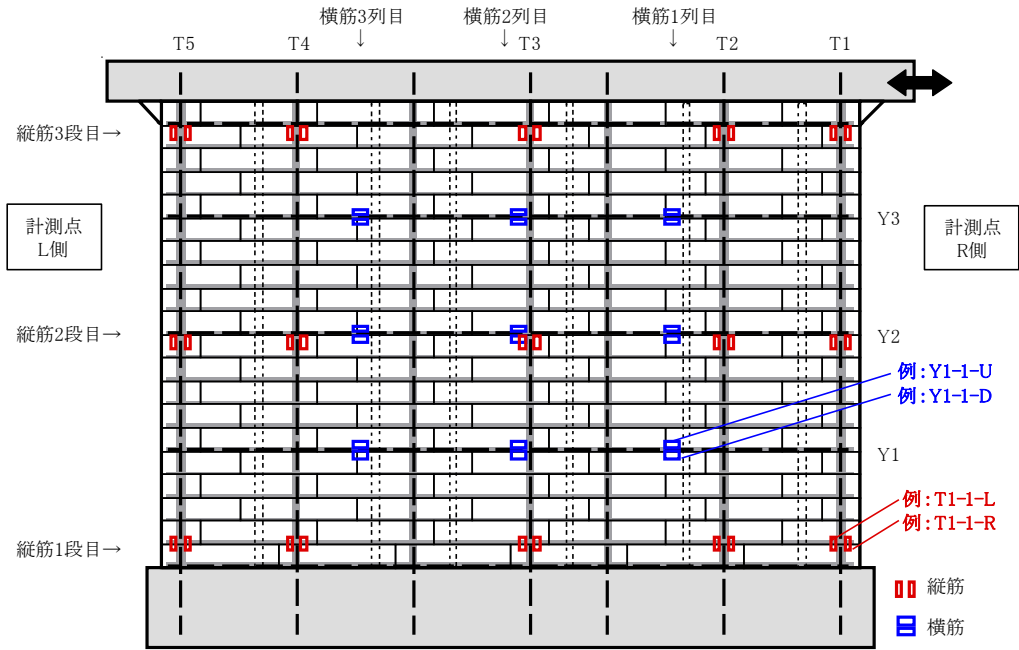 横筋3列目 横筋2列目 横筋1列目
↓ ↓ ↓
T5 T4 T3 T2 T1
縦筋3段目→
計測点
L側
Y3
計測点
R側
縦筋2段目→
Y2
例:Y1-1-U
例:Y1-1-D
Y1
例:T1-1-L
例:T1-1-R
縦筋1段目→
縦筋
横筋